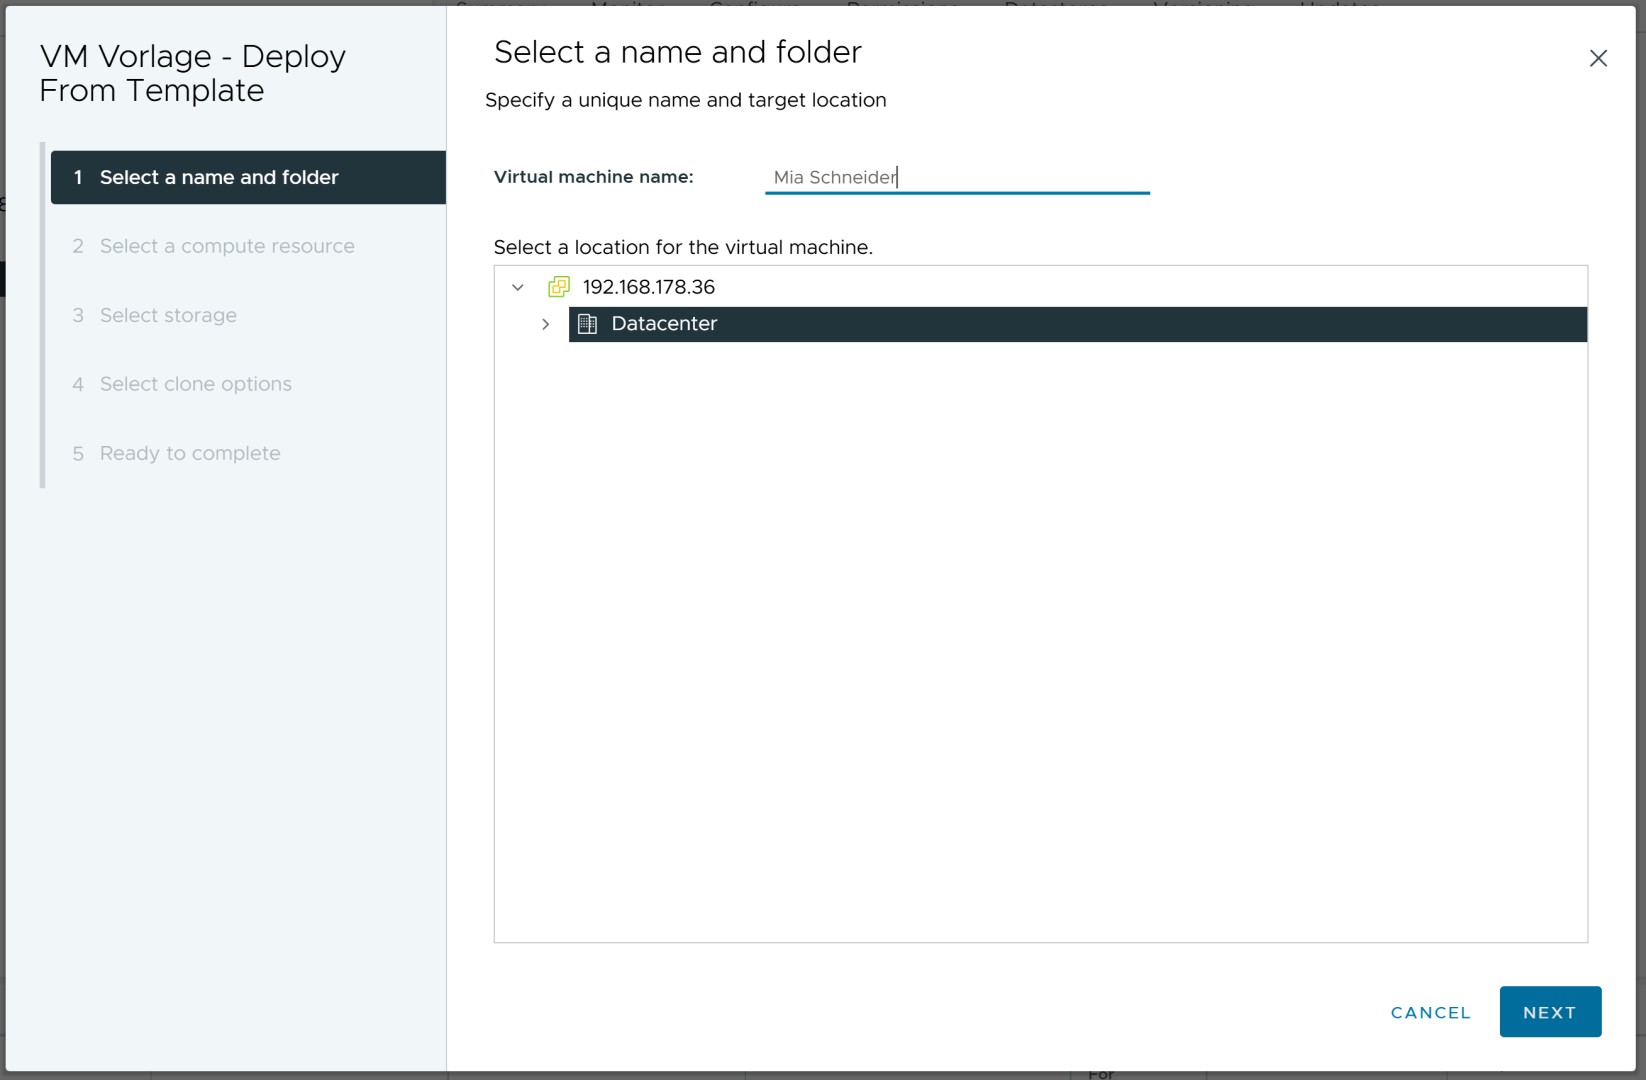 VM Vorlage - Deploy
From Template
1 Select a name and folder
2 Select a compute resource
3 Select storage
4 Select clone options
5 Ready to complete
Select a name and folder
Specify a unique name and target location
Virtual machine name: Mia Schneider
Select a location for the virtual machine.
192.168.178.36
Datacenter
CANCEL NEXT
For